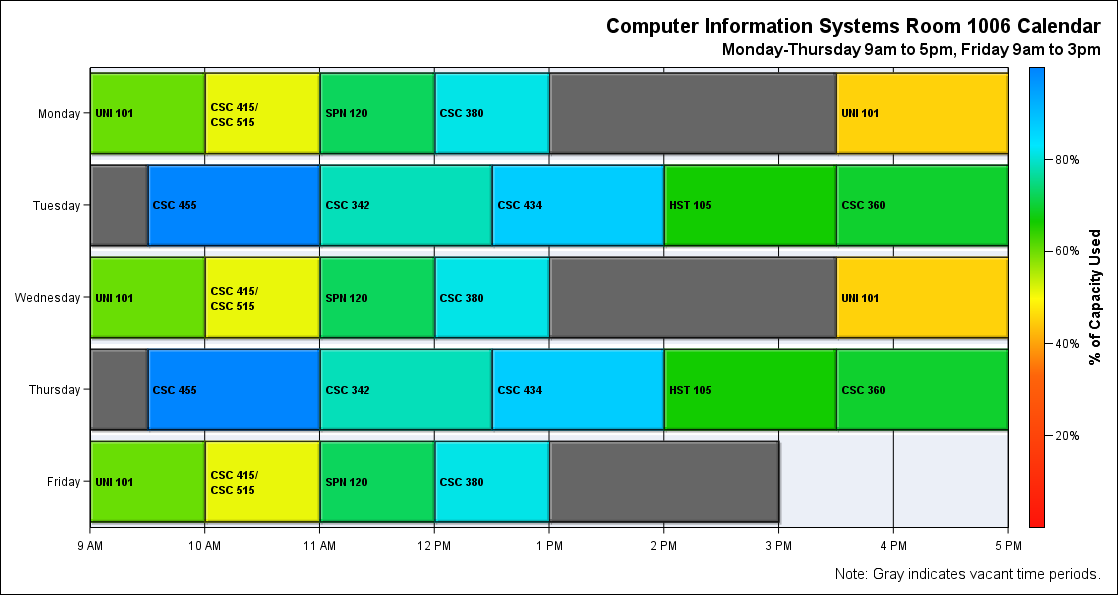 Computer Information Systems Room 1006 Calendar
Monday-Thursday 9am to 5pm, Friday 9am to 3pm
Monday
UNI 101
CSC 415/
CSC 515
SPN 120
CSC 380
UNI 101
Tuesday
CSC 455
CSC 342
CSC 434
HST 105
CSC 360
Wednesday
UNI 101
CSC 415/
CSC 515
SPN 120
CSC 380
UNI 101
Thursday
CSC 455
CSC 342
CSC 434
HST 105
CSC 360
Friday
UNI 101
CSC 415/
CSC 515
SPN 120
CSC 380
9 AM
10 AM
11 AM
12 PM
1 PM
2 PM
3 PM
4 PM
5 PM
80%
60%
40%
20%
% of Capacity Used
Note: Gray indicates vacant time periods.